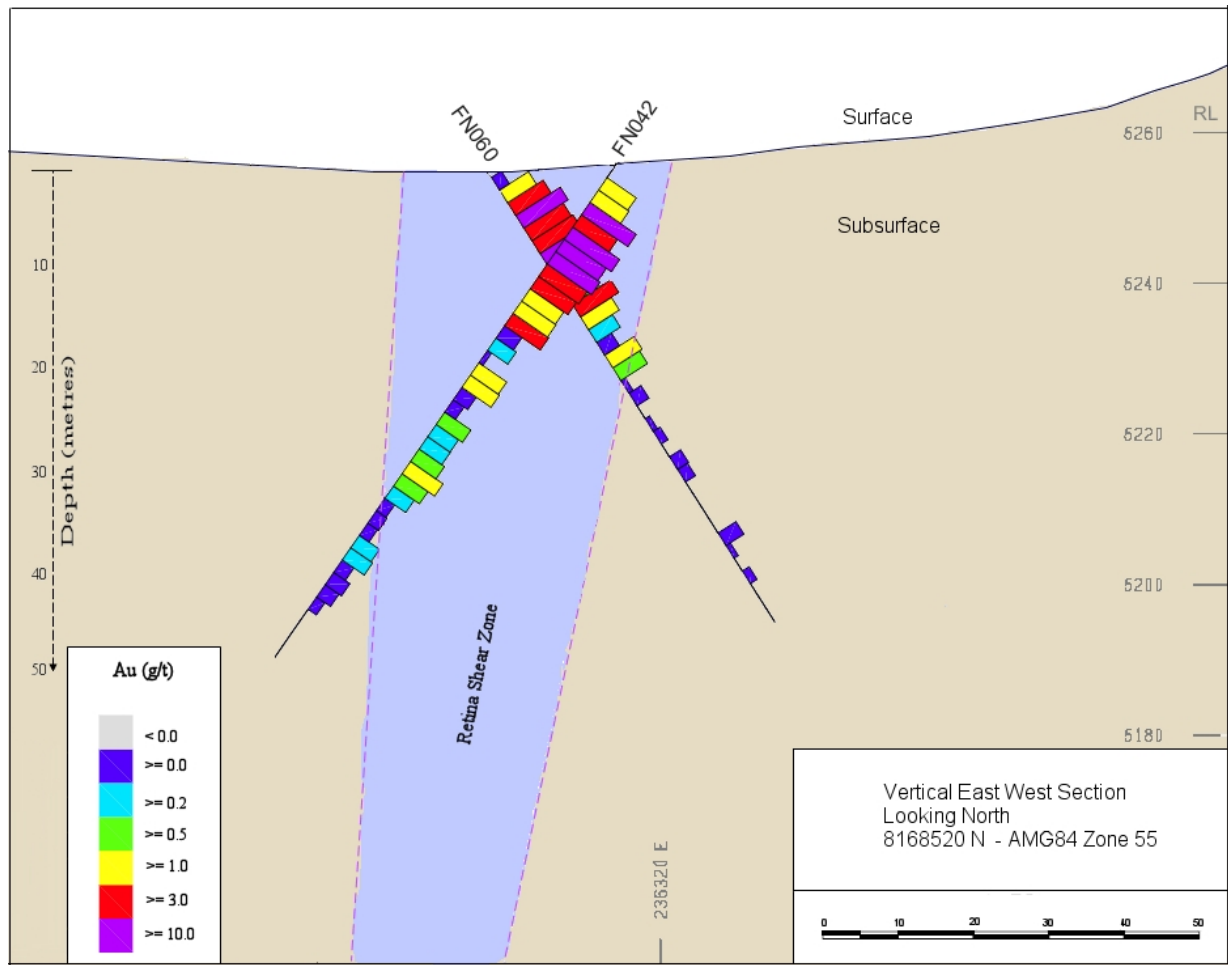 FN060
FN042
Surface
RL
5260
Subsurface
10
5240
20
Depth (metres)
5220
30
40
5200
50
Retina Shear Zone
Au (g/t)
< 0.0
>= 0.0
>= 0.2
>= 0.5
>= 1.0
>= 3.0
>= 10.0
5180
236320 E
Vertical East West Section
Looking North
8168520 N - AMG84 Zone 55
0 10 20 30 40 50